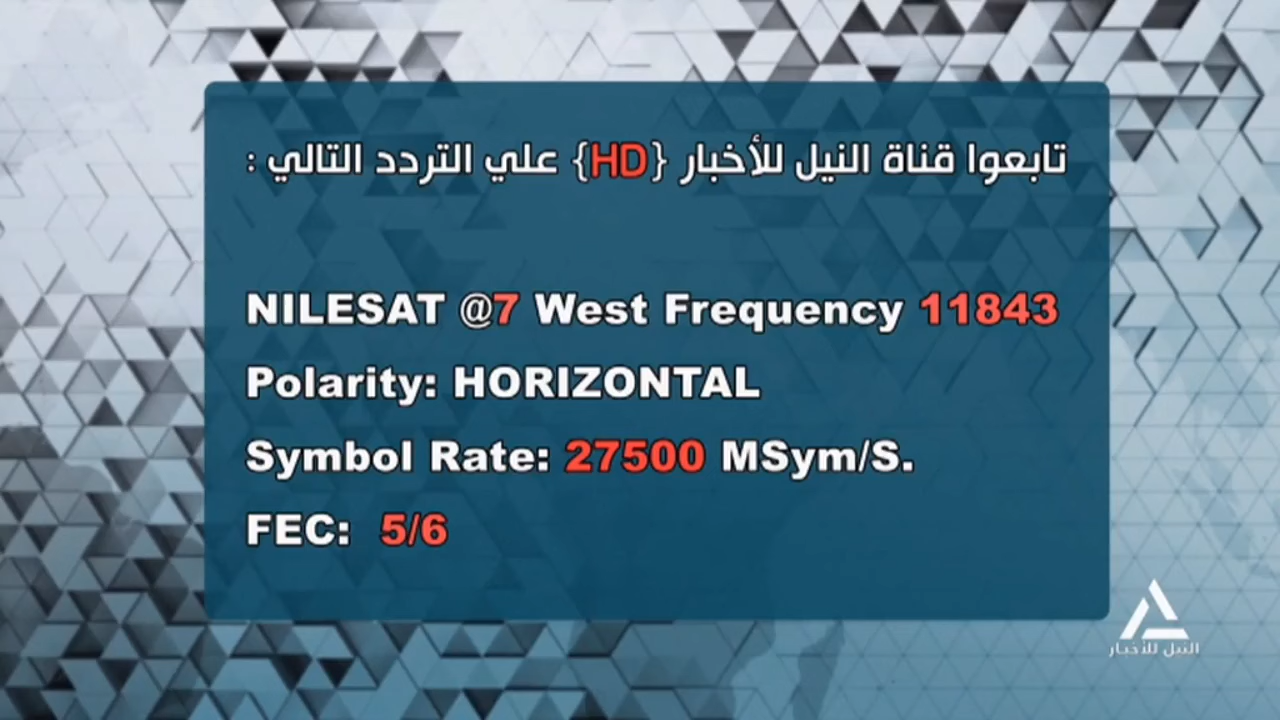 تابعوا قناة النيل للأخبار {HD} علي التردد التالي :
NILESAT @7 West Frequency 11843
Polarity: HORIZONTAL
Symbol Rate: 27500 MSym/S.
FEC: 5/6
النيل للأخبار